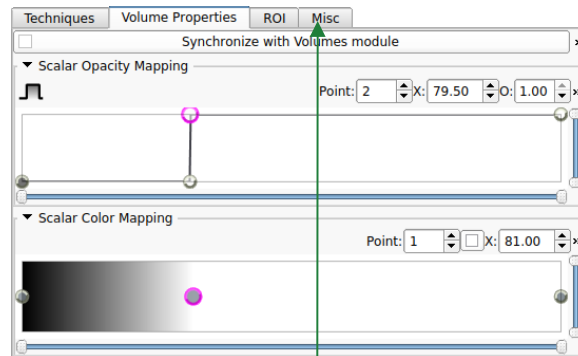 Techniques Volume Properties ROI Misc
Synchronize with Volumes module »
Scalar Opacity Mapping
Point: 2 X: 79.50 O: 1.00 »
Scalar Color Mapping
Point: 1 X: 81.00 »